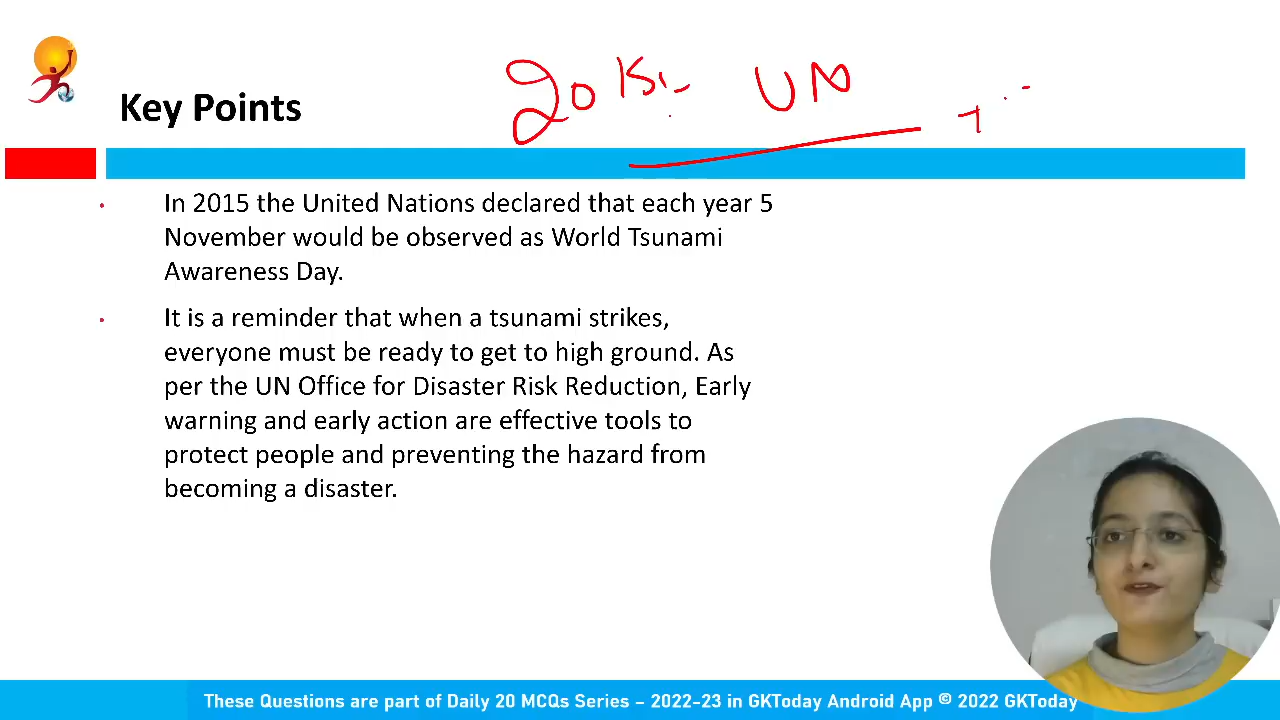 2015 UN
Key Points
In 2015 the United Nations declared that each year 5
November would be observed as World Tsunami
Awareness Day.
It is a reminder that when a tsunami strikes,
everyone must be ready to get to high ground. As
per the UN Office for Disaster Risk Reduction, Early
warning and early action are effective tools to
protect people and preventing the hazard from
becoming a disaster.
These Questions are part of Daily 20 MCQs Series – 2022-23 in GKToday Android App © 2022 GKToday